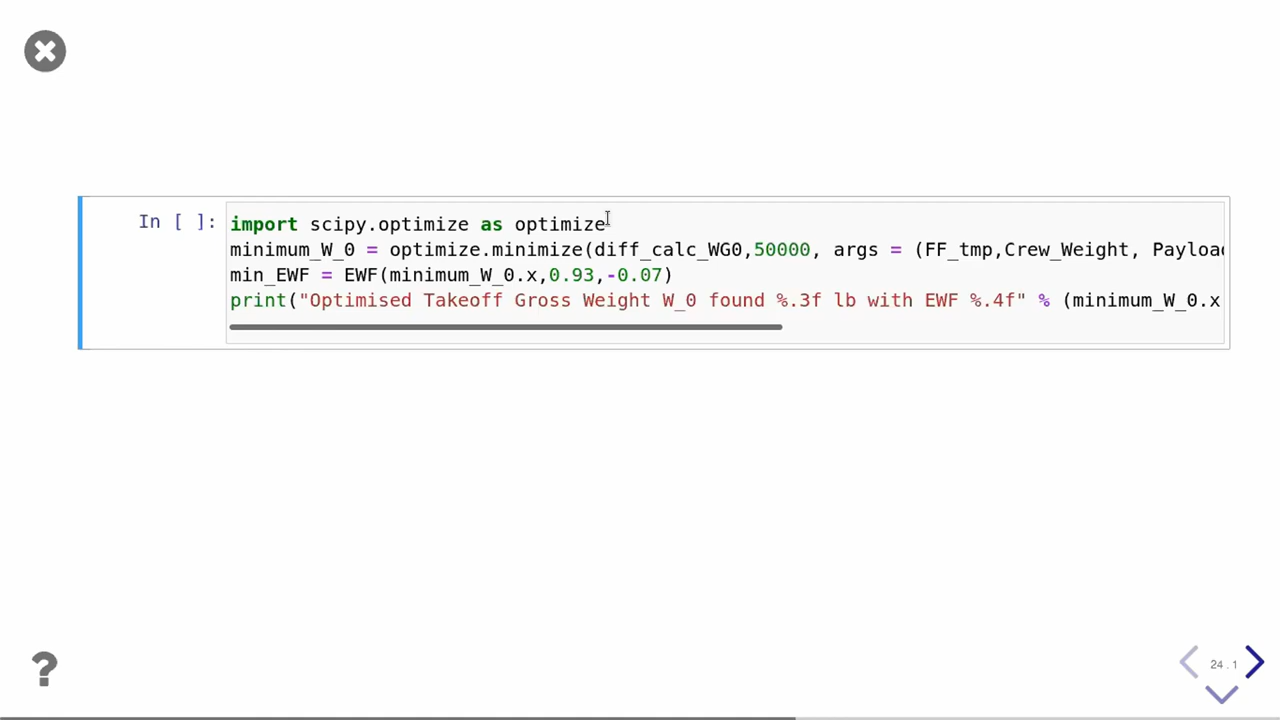 In [ ]:
import scipy.optimize as optimize
minimum_W_0 = optimize.minimize(diff_calc_WG0,50000, args = (FF_tmp,Crew_Weight, Payload
min_EWF = EWF(minimum_W_0.x,0.93,-0.07)
print("Optimised Takeoff Gross Weight W_0 found %.3f lb with EWF %.4f" % (minimum_W_0.x
?
24.1